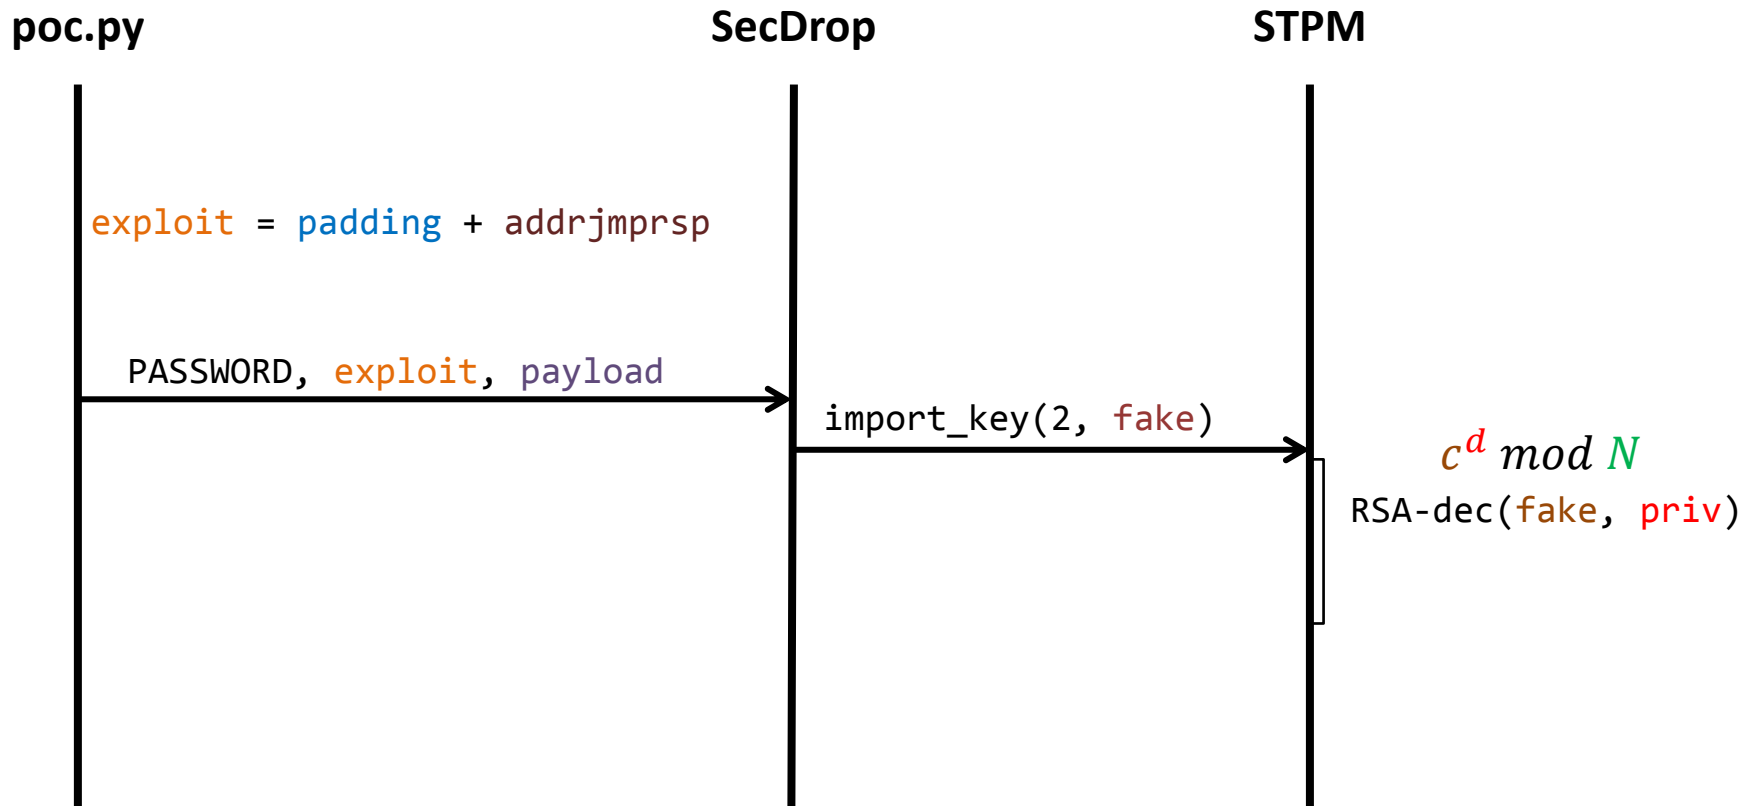 poc.py
SecDrop
STPM
exploit = padding + addrjmprsp
PASSWORD, exploit, payload
import_key(2, fake)
c^d mod N
RSA-dec(fake, priv)